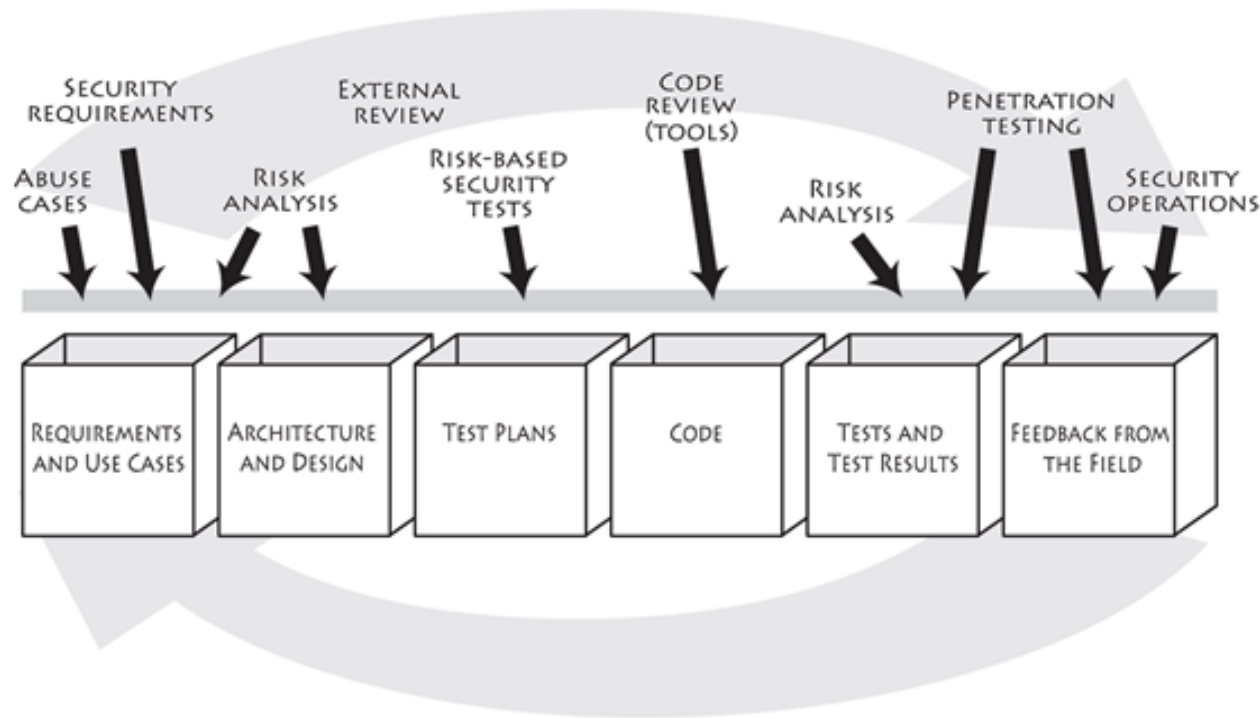 SECURITY
REQUIREMENTS
EXTERNAL
REVIEW
CODE
REVIEW
(TOOLS)
PENETRATION
TESTING
ABUSE
CASES
RISK
ANALYSIS
RISK-BASED
SECURITY
TESTS
RISK
ANALYSIS
SECURITY
OPERATIONS
REQUIREMENTS
AND USE CASES
ARCHITECTURE
AND DESIGN
TEST PLANS
CODE
TESTS AND
TEST RESULTS
FEEDBACK FROM
THE FIELD